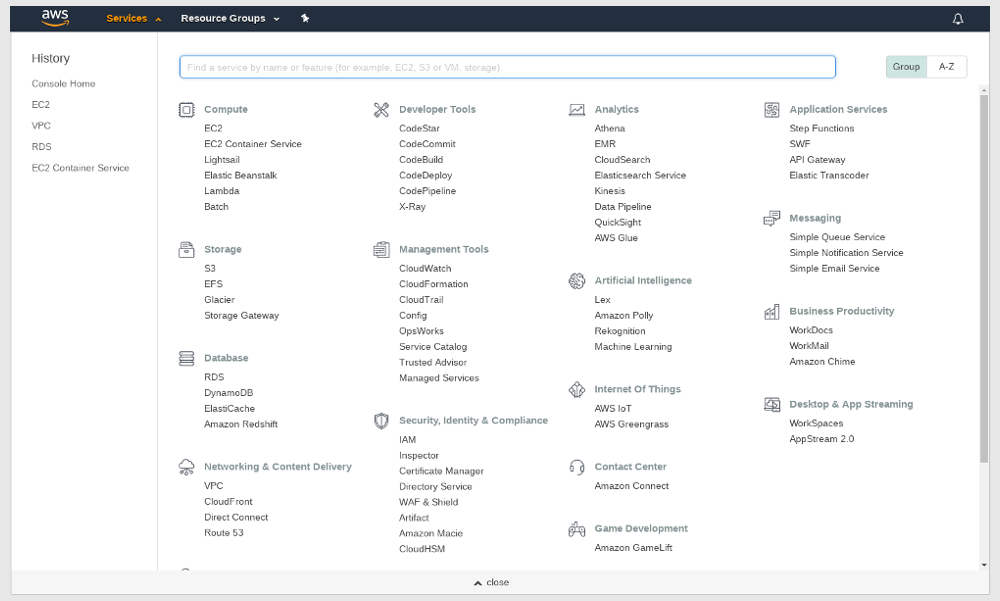 aws
Services
Resource Groups
History
Console Home
EC2
VPC
RDS
EC2 Container Service
Find a service by name or feature (for example, EC2, S3 or VM, storage).
Group
A-Z
Compute
EC2
EC2 Container Service
Lightsail
Elastic Beanstalk
Lambda
Batch
Storage
S3
EFS
Glacier
Storage Gateway
Database
RDS
DynamoDB
ElastiCache
Amazon Redshift
Networking & Content Delivery
VPC
CloudFront
Direct Connect
Route 53
Developer Tools
CodeStar
CodeCommit
CodeBuild
CodeDeploy
CodePipeline
X-Ray
Management Tools
CloudWatch
CloudFormation
CloudTrail
Config
OpsWorks
Service Catalog
Trusted Advisor
Managed Services
Security, Identity & Compliance
IAM
Inspector
Certificate Manager
Directory Service
WAF & Shield
Artifact
Amazon Macie
CloudHSM
Analytics
Athena
EMR
CloudSearch
Elasticsearch Service
Kinesis
Data Pipeline
QuickSight
AWS Glue
Artificial Intelligence
Lex
Amazon Polly
Rekognition
Machine Learning
Internet Of Things
AWS IoT
AWS Greengrass
Contact Center
Amazon Connect
Game Development
Amazon GameLift
Application Services
Step Functions
SWF
API Gateway
Elastic Transcoder
Messaging
Simple Queue Service
Simple Notification Service
Simple Email Service
Business Productivity
WorkDocs
WorkMail
Amazon Chime
Desktop & App Streaming
WorkSpaces
AppStream 2.0
close